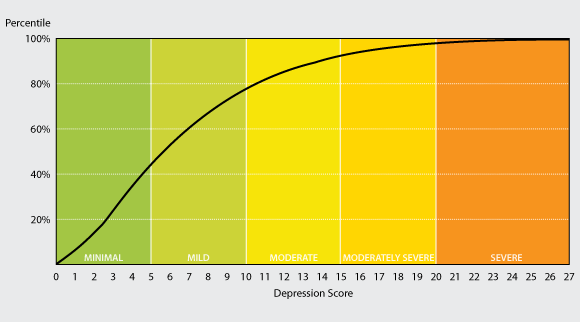 Percentile
100%
80%
60%
40%
20%
MINIMAL MILD MODERATE MODERATELY SEVERE SEVERE
0 1 2 3 4 5 6 7 8 9 10 11 12 13 14 15 16 17 18 19 20 21 22 23 24 25 26 27
Depression Score